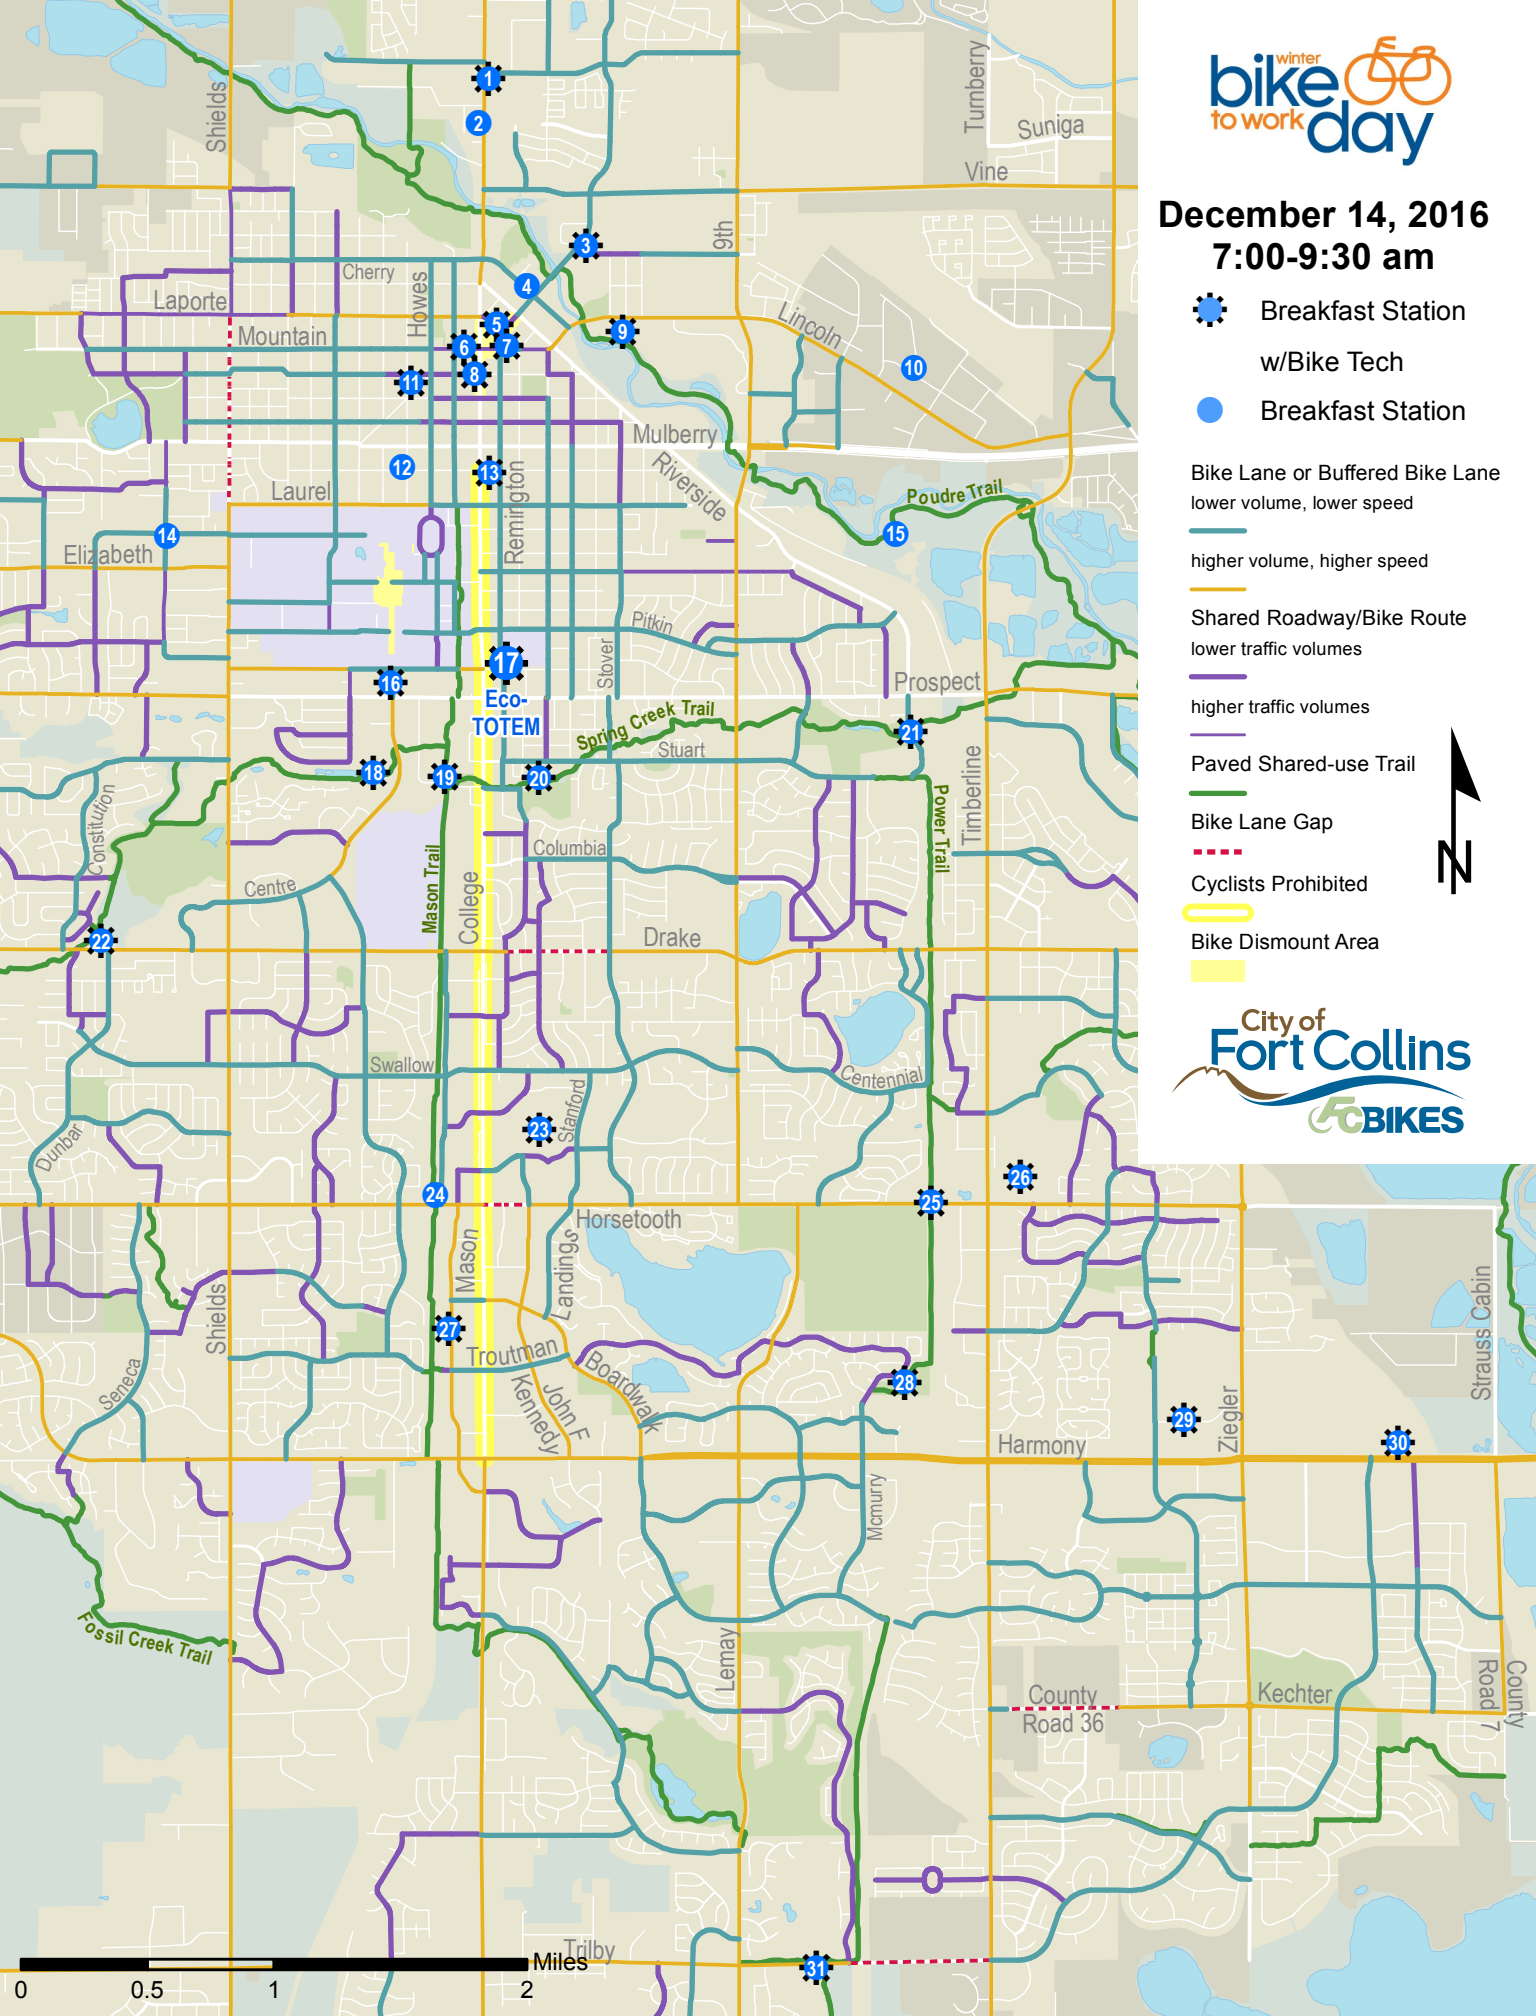 winter
bike
to work
day
December 14, 2016
7:00-9:30 am
Breakfast Station
w/Bike Tech
Breakfast Station
Bike Lane or Buffered Bike Lane
lower volume, lower speed
higher volume, higher speed
Shared Roadway/Bike Route
lower traffic volumes
higher traffic volumes
Paved Shared-use Trail
Bike Lane Gap
Cyclists Prohibited
Bike Dismount Area
N
City of
Fort Collins
FCBIKES
Shields
Turnberry
Suniga
Vine
1
2
3
9th
Cherry
Howes
4
Laporte
Mountain
Lincoln
5
6
7
8
9
10
11
Mulberry
12
13
Laurel
Remington
Riverside
Poudre Trail
14
15
Elizabeth
Pitkin
Stover
16
17
Eco-
TOTEM
Prospect
Spring Creek Trail
Stuart
18
19
20
21
Timberline
Power Trail
Constitution
Columbia
Mason Trail
College
Centre
22
Drake
Swallow
Centennial
Stanford
23
Dunbar
24
25
26
Horsetooth
Mason
Landings
Shields
Strauss Cabin
27
Troutman
Boardwalk
28
Seneca
Kennedy
John F
29
Ziegler
30
Harmony
Mcmurry
Fossil Creek Trail
Lemay
County
Road 36
Kechter
County
Road 7
Trilby
31
Miles
0
0.5
1
2